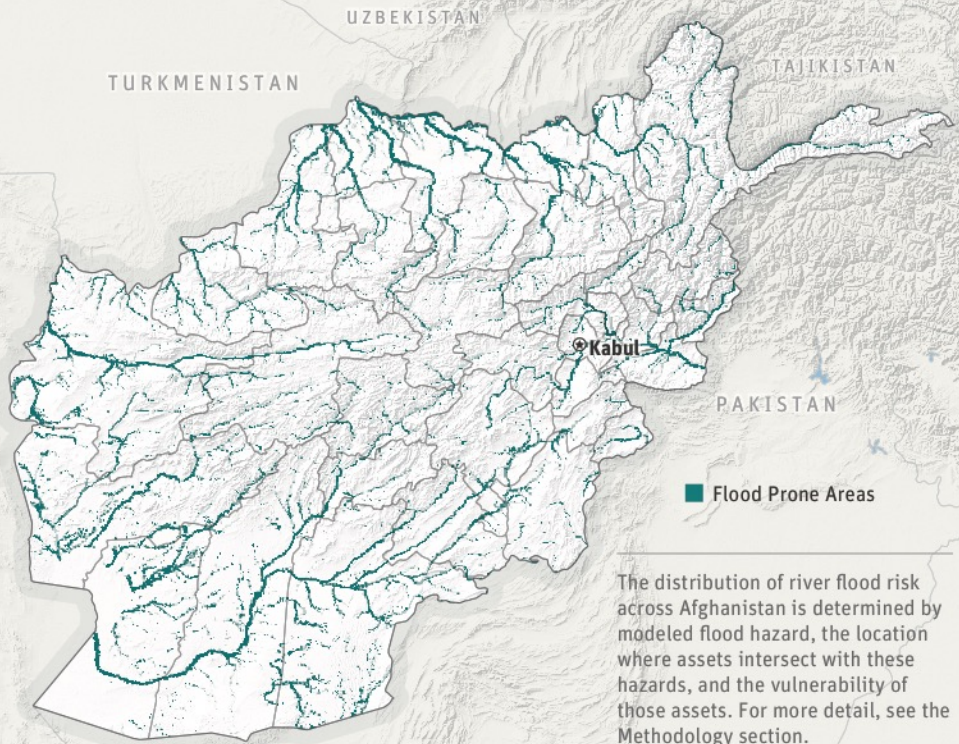 UZBEKISTAN
TAJIKISTAN
TURKMENISTAN
Kabul
PAKISTAN
Flood Prone Areas
The distribution of river flood risk
across Afghanistan is determined by
modeled flood hazard, the location
where assets intersect with these
hazards, and the vulnerability of
those assets. For more detail, see the
Methodology section.